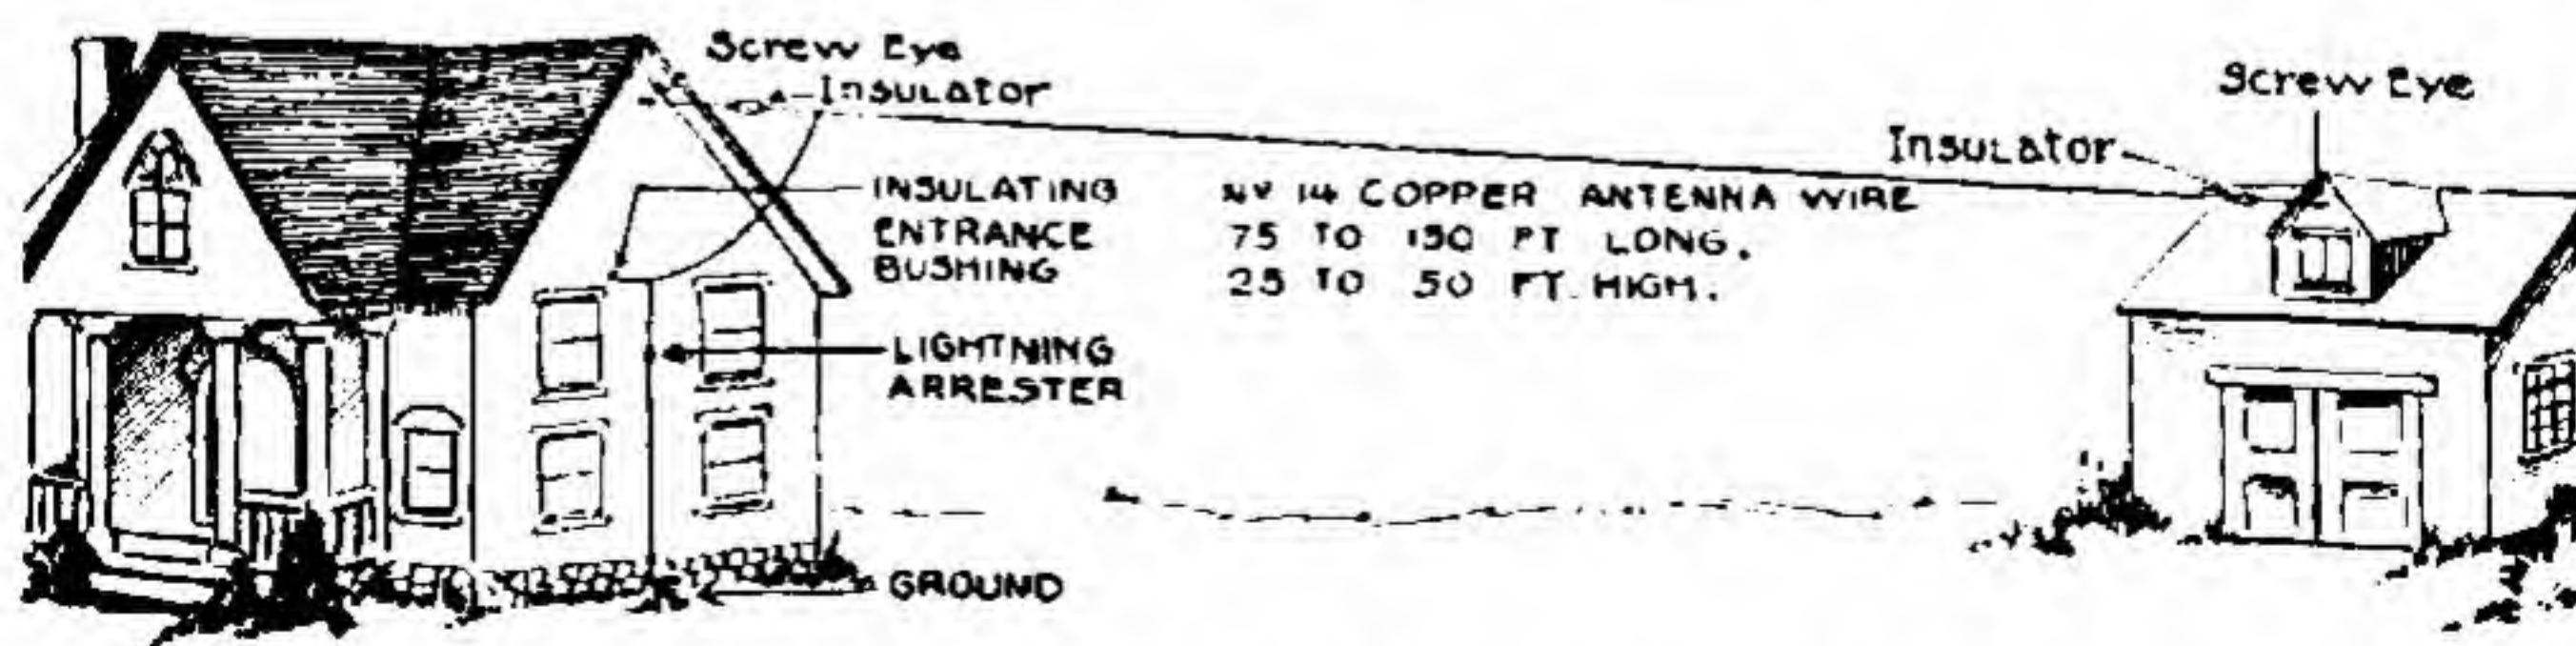 Screw Eye
Insulator
Screw Eye
Insulator
INSULATING
ENTRANCE
BUSHING
Nº 14 COPPER ANTENNA WIRE
75 TO 150 FT LONG.
25 TO 50 FT. HIGH.
LIGHTNING
ARRESTER
GROUND